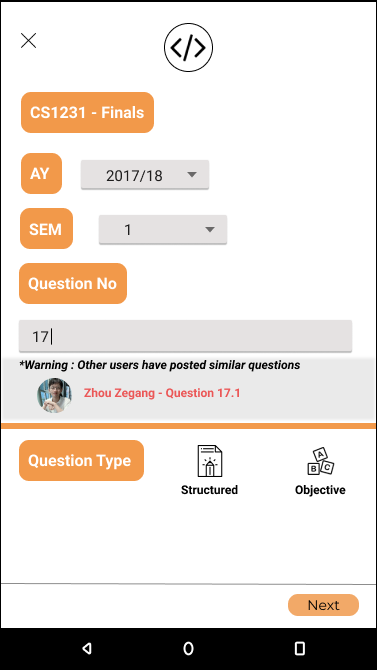 </>
CS1231 - Finals
AY
2017/18
SEM
1
Question No
17
*Warning : Other users have posted similar questions
Zhou Zegang - Question 17.1
Question Type
A
B C
Structured
Objective
Next